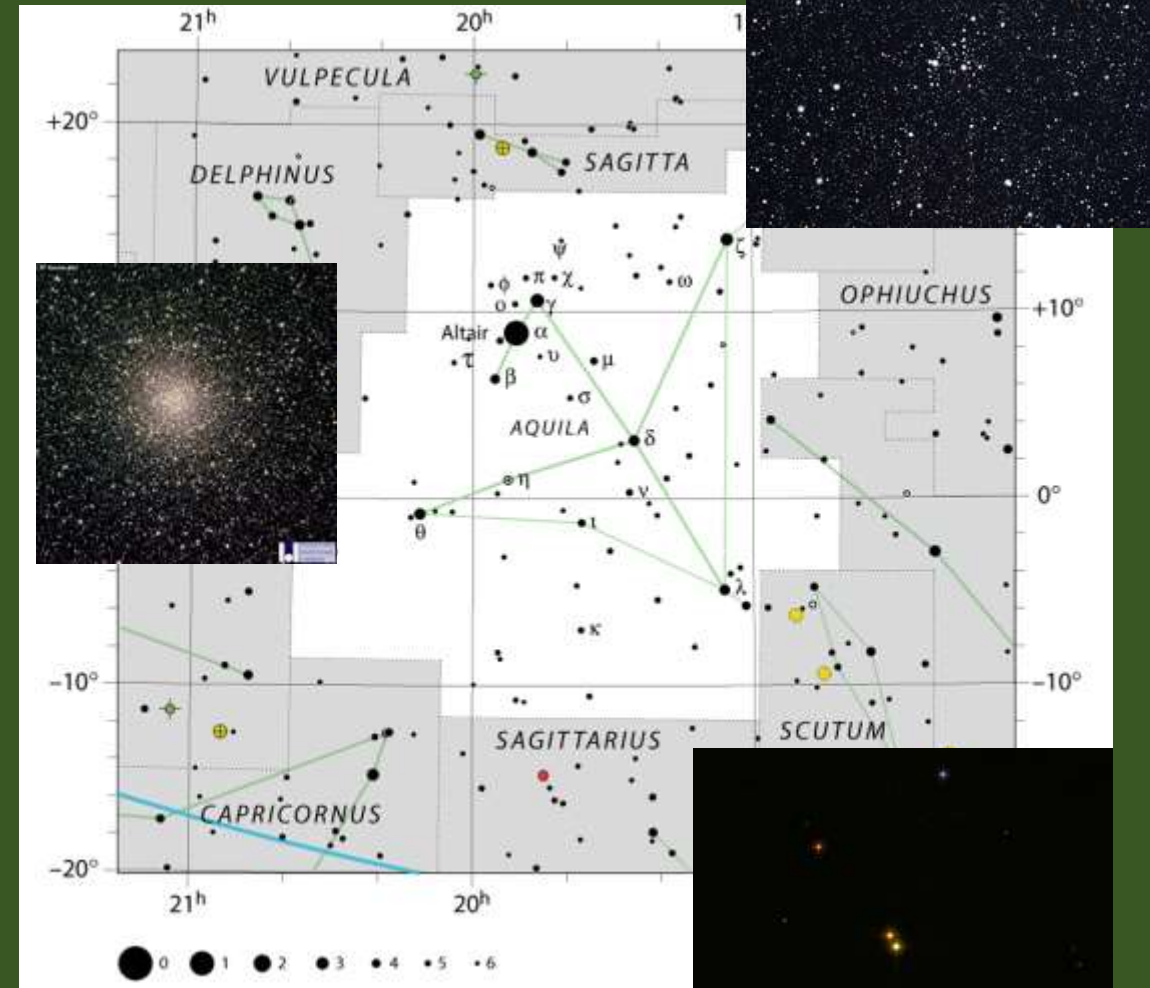 21h 20h 1
VULPECULA
+20°
SAGITTA
DELPHINUS
ψ
ζ
ϕ π χ ω
OPHIUCHUS
ο γ
+10°
Altair α
τ υ μ
β
σ
AQUILA δ
η ν
0°
θ ι
λ
κ
–10° –10°
SAGITTARIUS SCUTUM
CAPRICORNUS
–20°
21h 20h
0 1 2 3 4 5 6